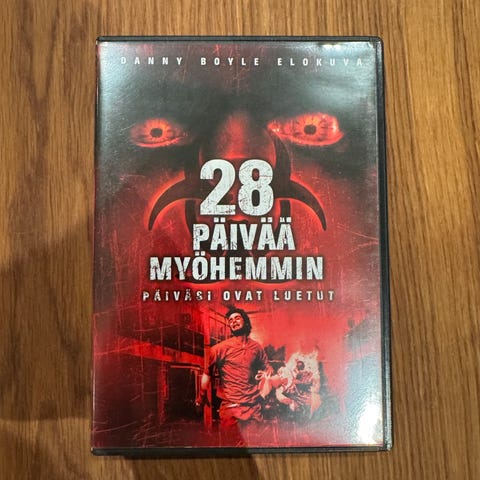 DANNY BOYLE ELOKUVA
28
PÄIVÄÄ
MYÖHEMMIN
PÄIVÄSI OVAT LUETUT